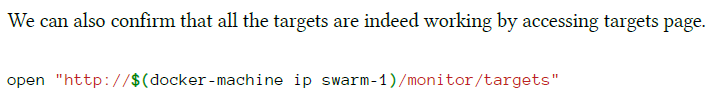 We can also confirm that all the targets are indeed working by accessing targets page.
open "http://$(docker-machine ip swarm-1)/monitor/targets"